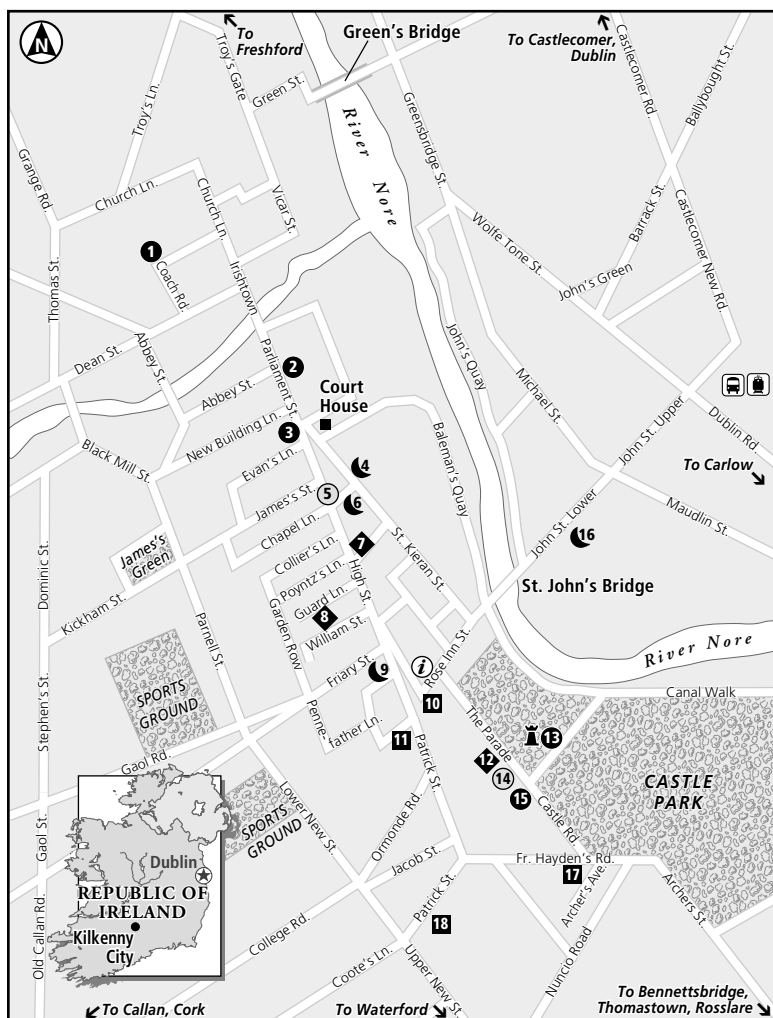 N
To
Freshford
Green's Bridge
To Castlecomer,
Dublin
Troy's Ln.
Troy's Gate
Green St.
River Nore
Greensbridge St.
Castlecomer Rd.
Ballybought St.
Grange Rd.
Church Ln.
Church Ln.
Vicar St.
Wolfe Tone St.
Barrack St.
Castlecomer New Rd.
1
Coach Rd.
Irishtown
Thomas St.
John's Green
Dean St.
Abbey St.
Abbey St.
2
Parliament St.
Court
House
John's Quay
Michael St.
John St. Upper
Dublin Rd
New Building Ln.
3
Black Mill St.
Evan's Ln.
4
Baleman's Quay
To Carlow
James's St.
5
6
Maudlin St.
James's
Green
Chapel Ln.
7
St. Kieran St.
John St. Lower
16
Dominic St.
Collier's Ln.
Poyntz's Ln.
High St.
St. John's Bridge
Kickham St.
Guard Ln.
8
William St.
Garden Row
Parnell St.
Rose Inn St.
River Nore
Friary St.
9
i
Canal Walk
SPORTS
GROUND
Stephen's St.
Penne-
father Ln.
10
The Parade
13
11
Patrick St.
12
14
15
CASTLE
PARK
Gaol Rd.
Castle Rd.
Gaol St.
Lower New St.
SPORTS
GROUND
Ormonde Rd.
Jacob St.
Fr. Hayden's Rd.
17
Archer's Ave.
Archers St.
Dublin
REPUBLIC OF
IRELAND
Kilkenny
City
Patrick St.
18
College Rd.
Nuncio Road
Old Callan Rd.
Coote's Ln.
Upper New St.
To Callan, Cork
To Waterford
To Bennettsbridge,
Thomastown, Rosslare